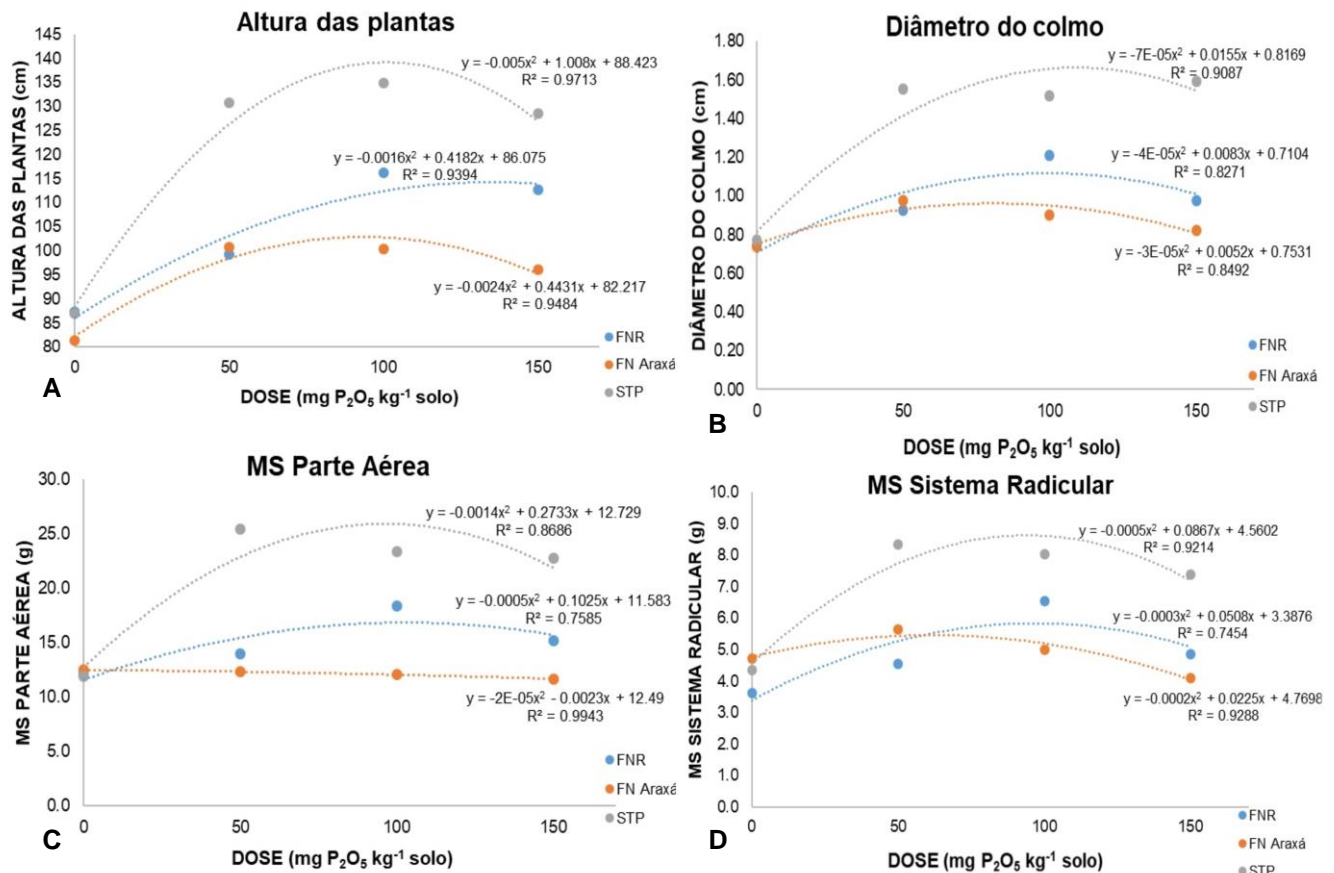 Altura das plantas
ALTURA DAS PLANTAS (cm)
145
140
135
130
125
120
115
110
105
100
95
90
85
80
y = -0.005x² + 1.008x + 88.423
R² = 0.9713
y = -0.0016x² + 0.4182x + 86.075
R² = 0.9394
y = -0.0024x² + 0.4431x + 82.217
R² = 0.9484
0 50 100 150
DOSE (mg P₂O₅ kg⁻¹ solo)
FNR
FN Araxá
STP
A
Diâmetro do colmo
DIÂMETRO DO COLMO (cm)
1.80
1.60
1.40
1.20
1.00
0.80
0.60
0.40
0.20
0.00
y = -7E-05x² + 0.0155x + 0.8169
R² = 0.9087
y = -4E-05x² + 0.0083x + 0.7104
R² = 0.8271
y = -3E-05x² + 0.0052x + 0.7531
R² = 0.8492
0 50 100 150
DOSE (mg P₂O₅ kg⁻¹ solo)
FNR
FN Araxá
STP
B
MS Parte Aérea
MS PARTE AÉREA (g)
30.0
25.0
20.0
15.0
10.0
5.0
0.0
y = -0.0014x² + 0.2733x + 12.729
R² = 0.8686
y = -0.0005x² + 0.1025x + 11.583
R² = 0.7585
y = -2E-05x² - 0.0023x + 12.49
R² = 0.9943
0 50 100 150
DOSE (mg P₂O₅ kg⁻¹ solo)
FNR
FN Araxá
STP
C
MS Sistema Radicular
MS SISTEMA RADICULAR (g)
10.0
9.0
8.0
7.0
6.0
5.0
4.0
3.0
2.0
1.0
0.0
y = -0.0005x² + 0.0867x + 4.5602
R² = 0.9214
y = -0.0003x² + 0.0508x + 3.3876
R² = 0.7454
y = -0.0002x² + 0.0225x + 4.7698
R² = 0.9288
0 50 100 150
DOSE (mg P₂O₅ kg⁻¹ solo)
FNR
FN Araxá
STP
D